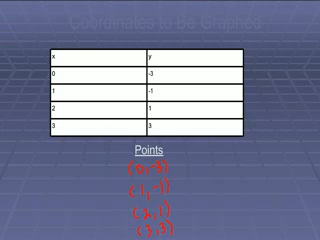 Coordinates to Be Graphed
x y
0 -3
1 -1
2 1
3 3
Points
(0,-3)
(1,-1)
(2,1)
(3,3)